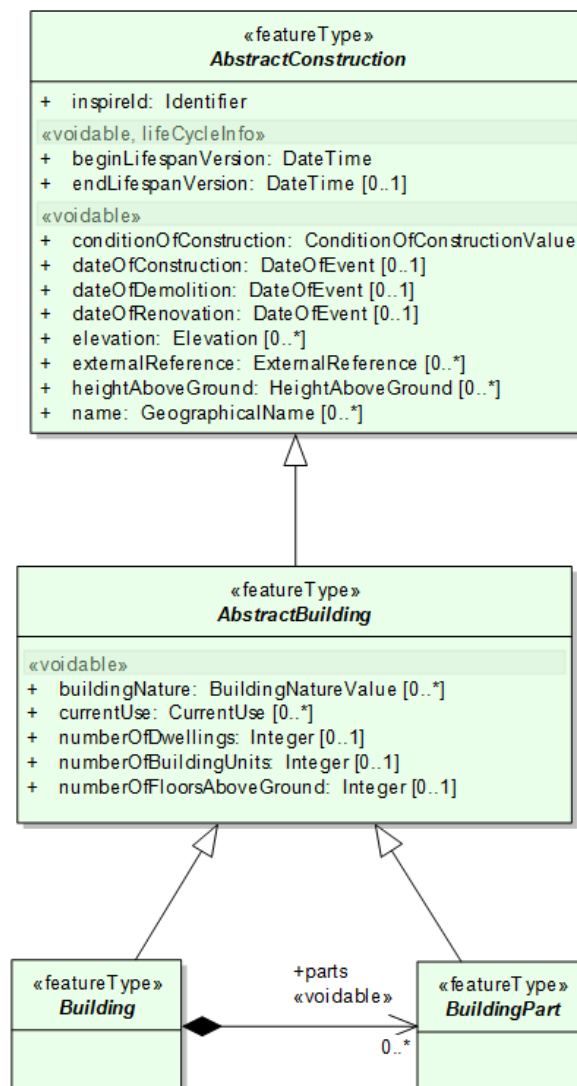 «featureType»
AbstractConstruction
+ inspireId: Identifier
«voidable, lifeCycleInfo»
+ beginLifespanVersion: DateTime
+ endLifespanVersion: DateTime [0..1]
«voidable»
+ conditionOfConstruction: ConditionOfConstructionValue
+ dateOfConstruction: DateOfEvent [0..1]
+ dateOfDemolition: DateOfEvent [0..1]
+ dateOfRenovation: DateOfEvent [0..1]
+ elevation: Elevation [0..*]
+ externalReference: ExternalReference [0..*]
+ heightAboveGround: HeightAboveGround [0..*]
+ name: GeographicalName [0..*]
«featureType»
AbstractBuilding
«voidable»
+ buildingNature: BuildingNatureValue [0..*]
+ currentUse: CurrentUse [0..*]
+ numberOfDwellings: Integer [0..1]
+ numberOfBuildingUnits: Integer [0..1]
+ numberOfFloorsAboveGround: Integer [0..1]
«featureType»
Building
+parts
«voidable»
0..*
«featureType»
BuildingPart